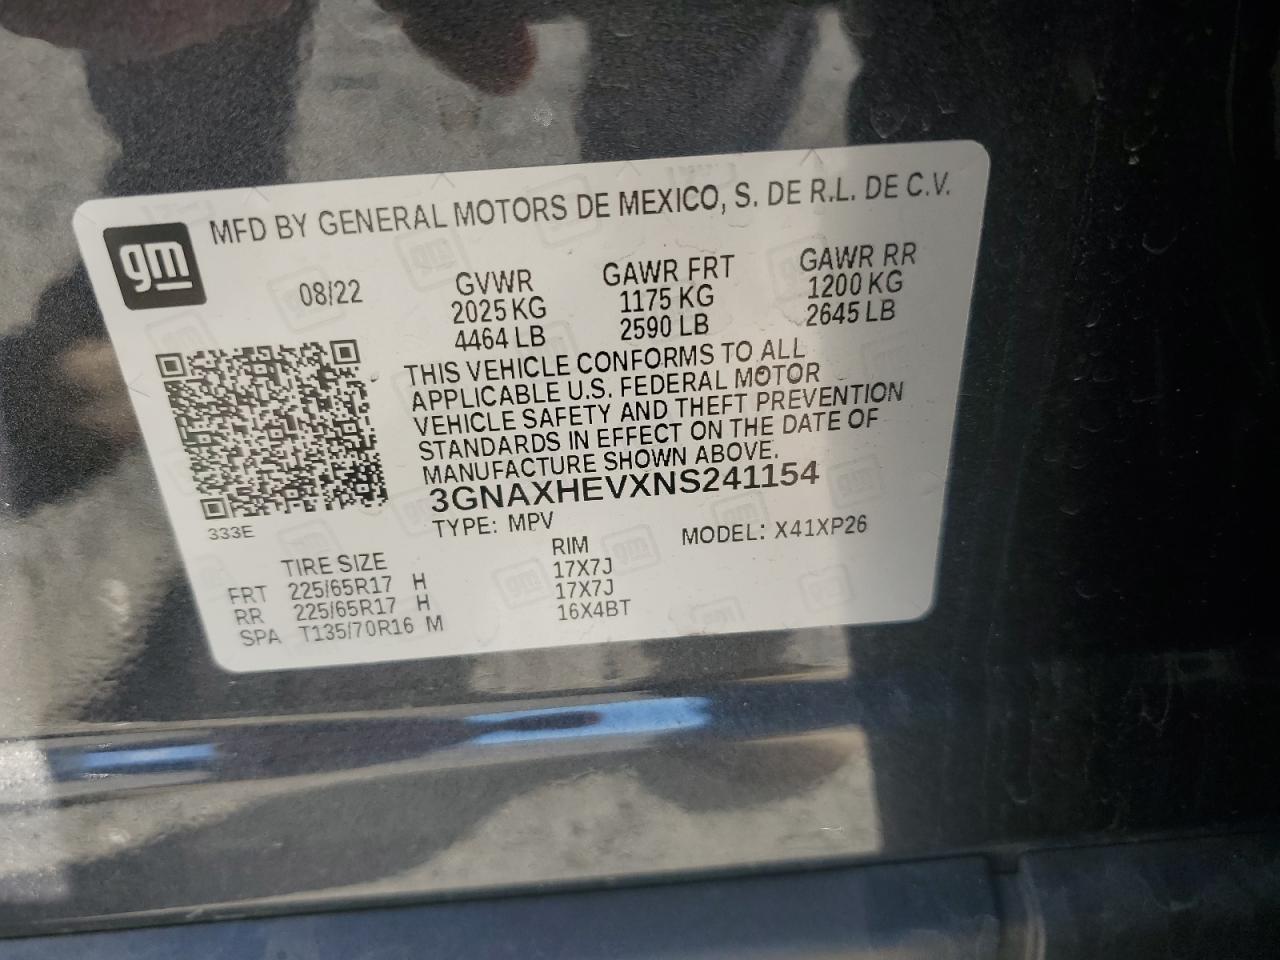 gm
MFD BY GENERAL MOTORS DE MEXICO, S. DE R.L. DE C.V.
08/22 GVWR GAWR FRT GAWR RR
2025 KG 1175 KG 1200 KG
4464 LB 2590 LB 2645 LB
THIS VEHICLE CONFORMS TO ALL
APPLICABLE U.S. FEDERAL MOTOR
VEHICLE SAFETY AND THEFT PREVENTION
STANDARDS IN EFFECT ON THE DATE OF
MANUFACTURE SHOWN ABOVE.
3GNAXHEVXNS241154
333E
TYPE: MPV MODEL: X41XP26
TIRE SIZE RIM
FRT 225/65R17 H 17X7J
RR 225/65R17 H 17X7J
SPA T135/70R16 M 16X4BT